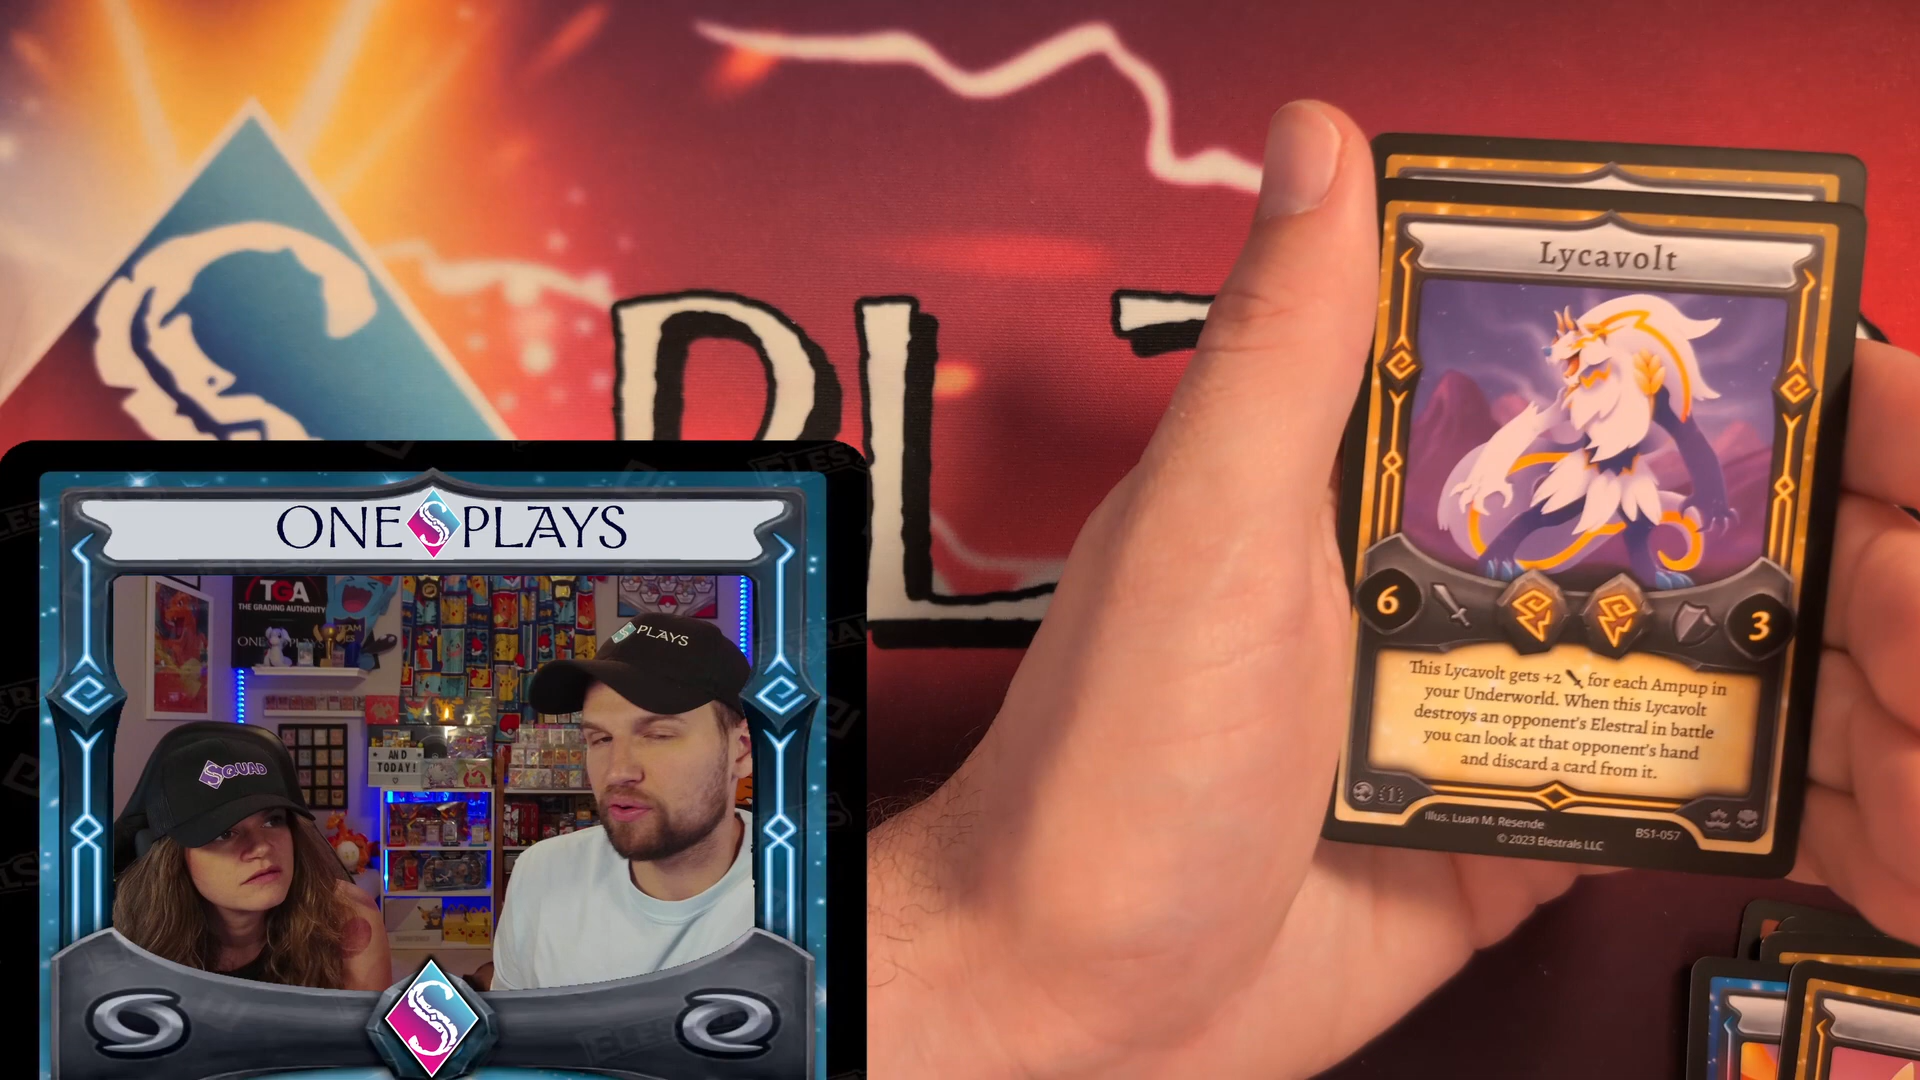 PL
Lycavolt
6
3
This Lycavolt gets +2 for each Ampup in
your Underworld. When this Lycavolt
destroys an opponent's Elestral in battle
you can look at that opponent's hand
and discard a card from it.
1
Illus. Luan M. Resende
BS1-057
© 2023 Elestrals LLC
ONE S PLAYS
TGA
THE GRADING AUTHORITY
S PLAYS
SQUAD
AND
TODAY!